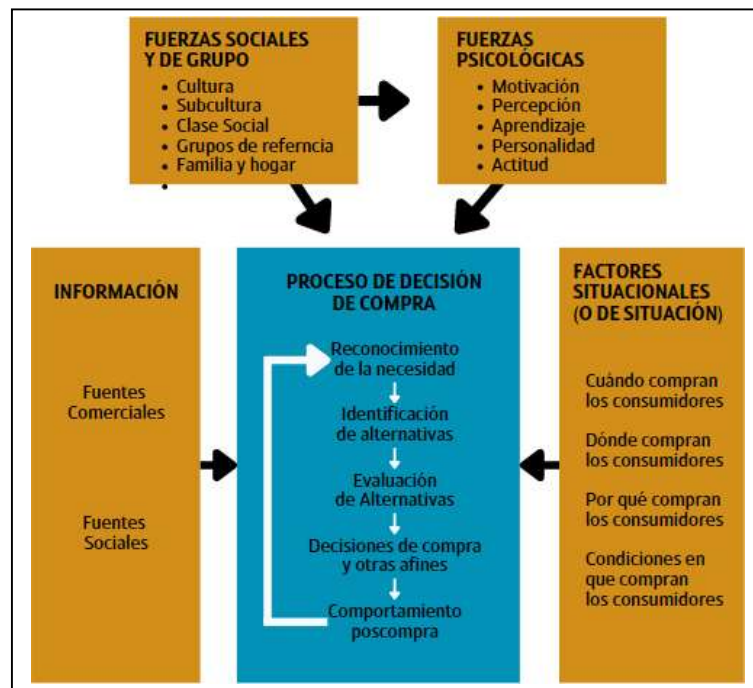 FUERZAS SOCIALES
Y DE GRUPO
• Cultura
• Subcultura
• Clase Social
• Grupos de referncia
• Familia y hogar
•
FUERZAS
PSICOLÓGICAS
• Motivación
• Percepción
• Aprendizaje
• Personalidad
• Actitud
INFORMACIÓN
Fuentes
Comerciales
Fuentes
Sociales
PROCESO DE DECISIÓN
DE COMPRA
Reconocimiento
de la necesidad
Identificación
de alternativas
Evaluación
de Alternativas
Decisiones de compra
y otras afines
Comportamiento
poscompra
FACTORES
SITUACIONALES
(O DE SITUACIÓN)
Cuándo compran
los consumidores
Dónde compran
los consumidores
Por qué compran
los consumidores
Condiciones en
que compran
los consumidores